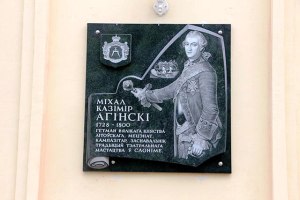 МІХАЛ
КАЗІМІР
АГІНСКІ
1728 - 1800
ГЕТМАН ВЯЛІКАГА КНЯСТВА
ЛІТОЎСКАГА, МЕЦЭНАТ,
КАМПАЗІТАР, ЗАСНАВАЛЬНІК
ТРАДЫЦЫЙ ТЭАТРАЛЬНАГА
МАСТАЦТВА Ў СЛОНІМЕ